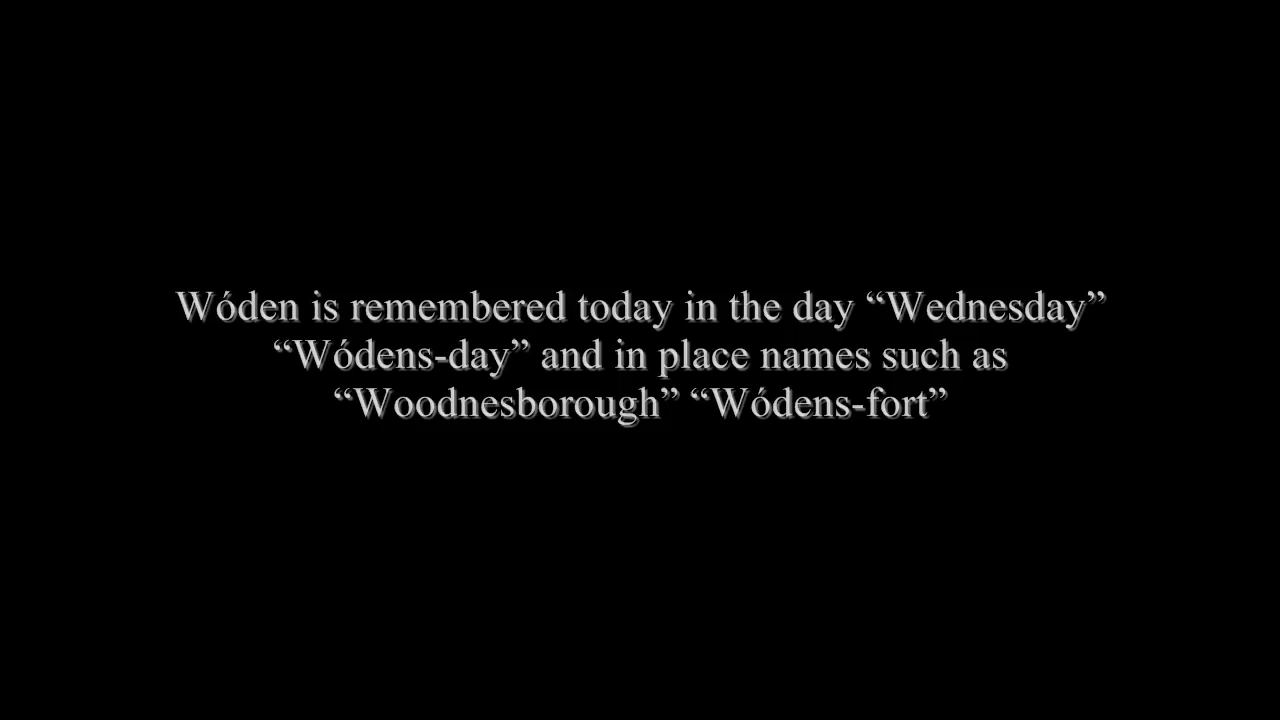 Wóden is remembered today in the day “Wednesday”
“Wódens-day” and in place names such as
“Woodnesborough” “Wódens-fort”